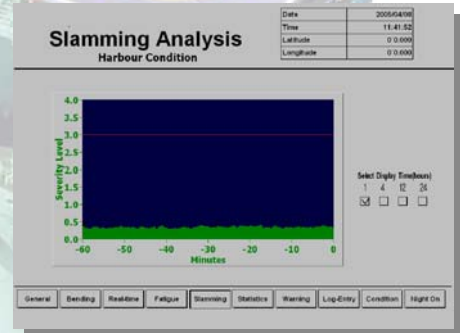 Slamming Analysis
Harbour Condition
Date 2005/04/08
Time 11:41:52
Latitude 0'0.000
Longitude 0'0.000
4.0
3.5
3.0
2.5
2.0
1.5
1.0
0.5
0.0
Severity Level
-60 -50 -40 -30 -20 -10 0
Minutes
Select Display Time(hours)
1 4 12 24
General Bending Real-time Fatigue Slamming Statistics Warning Log-Entry Condition Night On